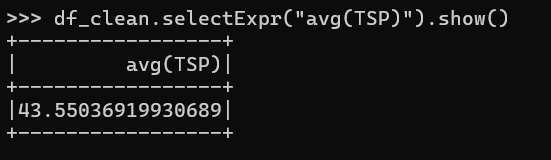 >>> df_clean.selectExpr("avg(TSP)").show()
+-----------------+
|         avg(TSP)|
+-----------------+
|43.55036919930689|
+-----------------+